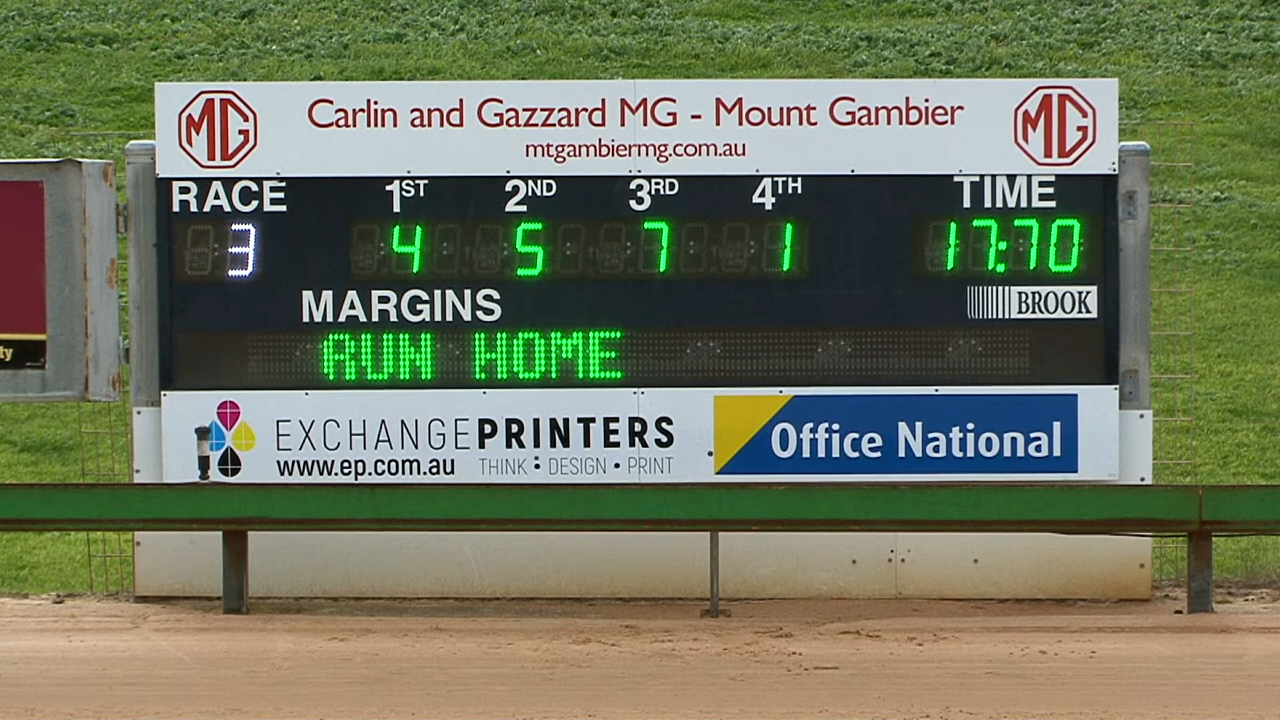 MG Carlin and Gazzard MG - Mount Gambier MG
mtgambiermg.com.au
RACE 1ST 2ND 3RD 4TH TIME
3 4 5 7 1 17:70
MARGINS BROOK
RUN HOME
ty
EXCHANGEPRINTERS
www.ep.com.au THINK : DESIGN • PRINT
Office National